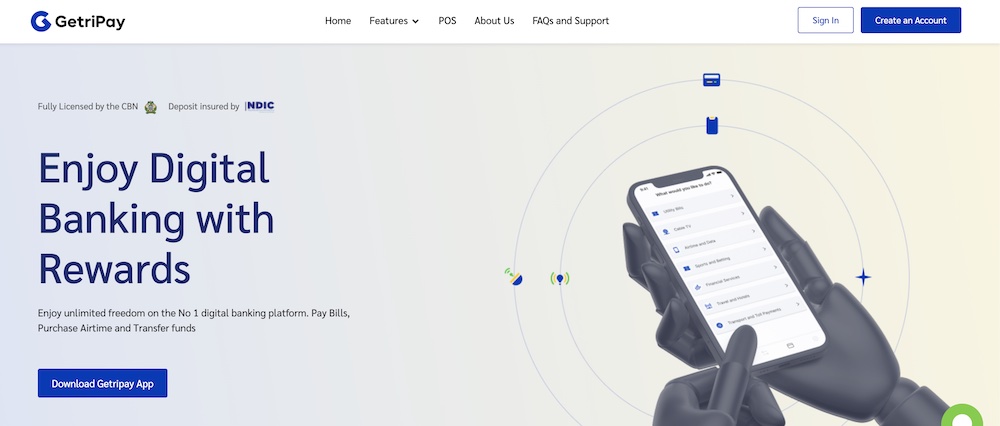 GetriPay
Home Features POS About Us FAQs and Support
Sign In
Create an Account
Fully Licensed by the CBN Deposit insured by NDIC
Enjoy Digital
Banking with
Rewards
Enjoy unlimited freedom on the No 1 digital banking platform. Pay Bills,
Purchase Airtime and Transfer funds
Download Getripay App
9:41
What would you like to do?
Utility Bills
Cable TV
Airtime and Data
Sports and Betting
Financial Services
Travel and Hotels
Transport and Toll Payments